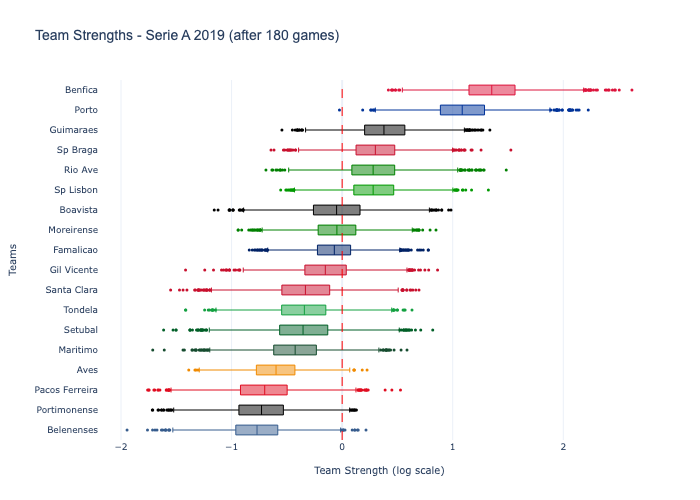 Team Strengths - Serie A 2019 (after 180 games)
Benfica
Porto
Guimaraes
Sp Braga
Rio Ave
Sp Lisbon
Boavista
Moreirense
Famalicao
Gil Vicente
Santa Clara
Tondela
Setubal
Maritimo
Aves
Pacos Ferreira
Portimonense
Belenenses
Teams
−2 −1 0 1 2
Team Strength (log scale)